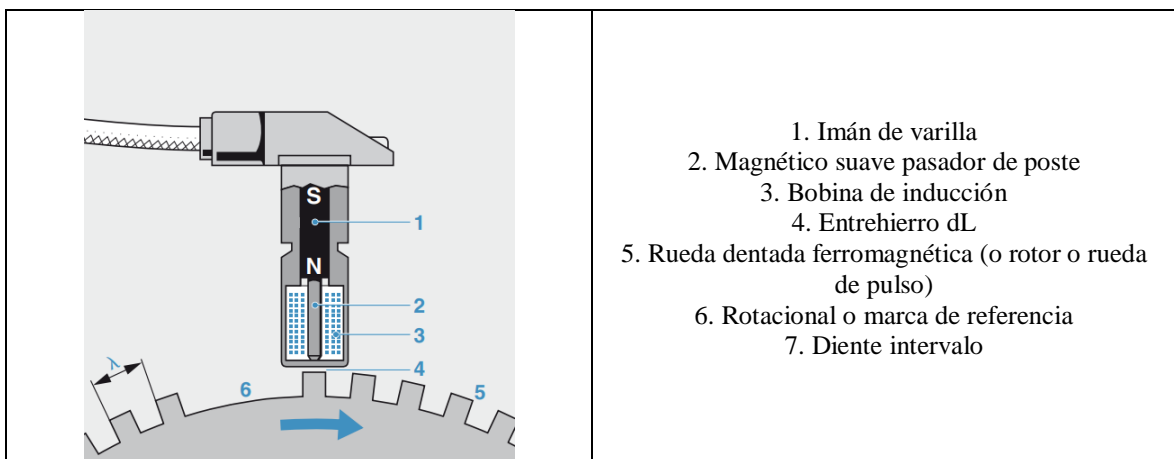 S
1
N
2
3
4
λ
6
5
1. Imán de varilla
2. Magnético suave pasador de poste
3. Bobina de inducción
4. Entrehierro dL
5. Rueda dentada ferromagnética (o rotor o rueda
de pulso)
6. Rotacional o marca de referencia
7. Diente intervalo